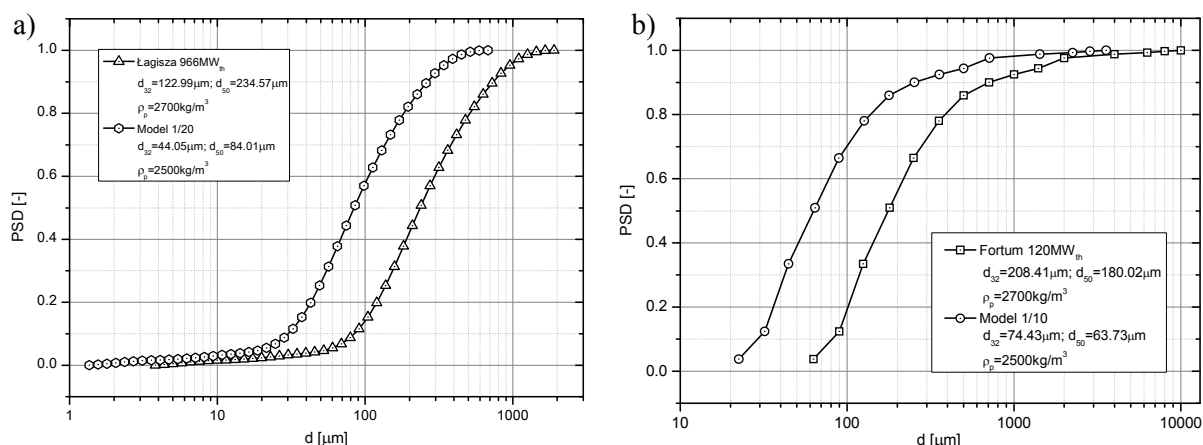 a)
1.0
0.8
0.6
0.4
0.2
0.0
PSD [-]
1
10
100
1000
d [µm]
Łagisza 966MWth
d32=122.99µm; d50=234.57µm
ρp=2700kg/m³
Model 1/20
d32=44.05µm; d50=84.01µm
ρp=2500kg/m³
b)
1.0
0.8
0.6
0.4
0.2
0.0
PSD [-]
10
100
1000
10000
d [µm]
Fortum 120MWth
d32=208.41µm; d50=180.02µm
ρp=2700kg/m³
Model 1/10
d32=74.43µm; d50=63.73µm
ρp=2500kg/m³